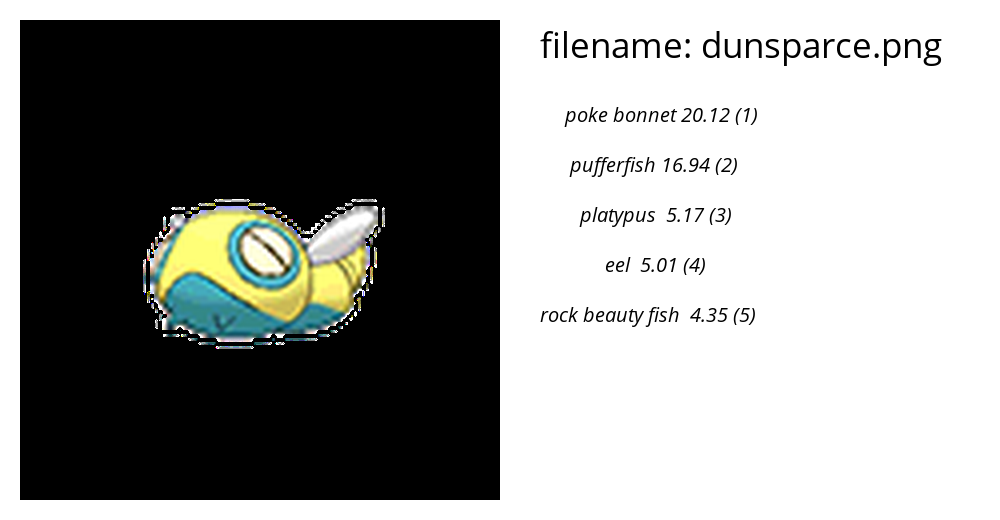 filename: dunsparce.png
poke bonnet 20.12 (1)
pufferfish 16.94 (2)
platypus  5.17 (3)
eel  5.01 (4)
rock beauty fish  4.35 (5)